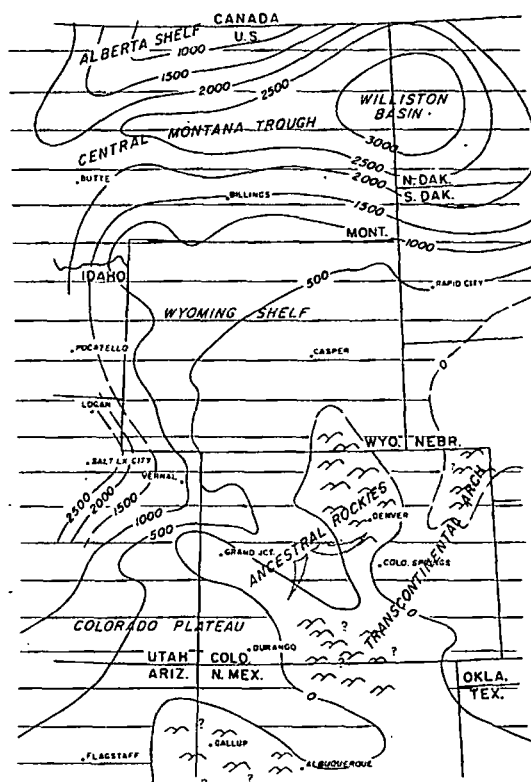 CANADA
U.S.
ALBERTA SHELF
1000
1500
2000
2500
WILLISTON
BASIN
3000
CENTRAL MONTANA TROUGH
2500
2000
BUTTE
N. DAK.
S. DAK.
BILLINGS
1500
MONT.
1000
IDAHO
500
RAPID CITY
WYOMING SHELF
POCATELLO
CASPER
0
LOGAN
WYO. NEBR.
SALT LK CITY
VERNAL
2500
2000
1500
1000
500
ANCESTRAL ROCKIES
DENVER
TRANSCONTINENTAL ARCH
GRAND JCT.
COLO. SPRINGS
0
COLORADO PLATEAU
?
DURANGO
?
UTAH COLO.
?
ARIZ. N. MEX.
OKLA.
TEX.
0
?
GALLUP
FLAGSTAFF
ALBUQUERQUE
?
?